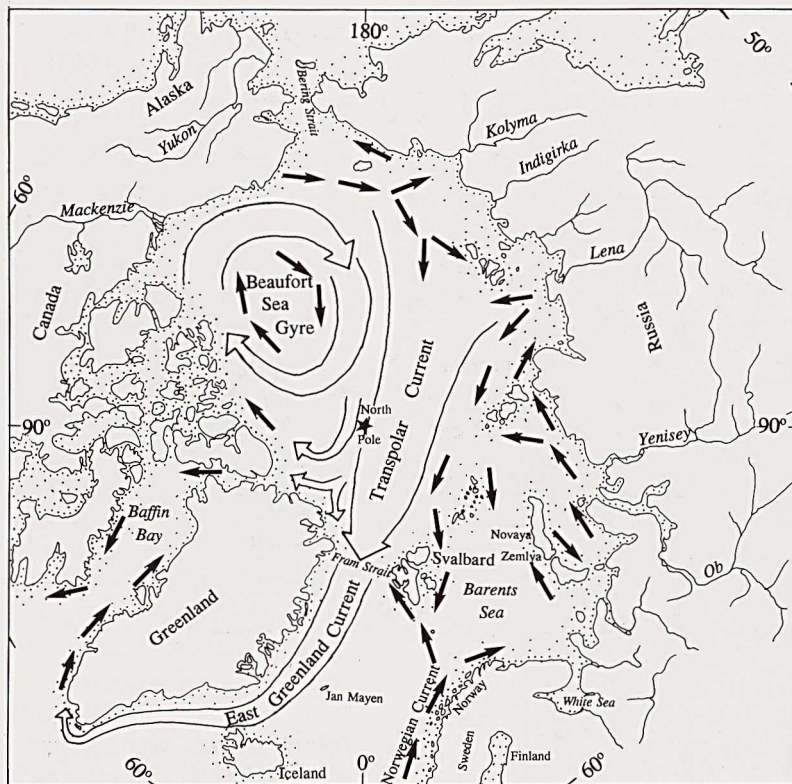 180°
50°
Bering Strait
Alaska
Yukon
Kolyma
Indigirka
60°
Mackenzie
Lena
Canada
Beaufort
Sea
Gyre
Russia
Transpolar Current
North
Pole
90°
Yenisey
90°
Baffin
Bay
Novaya
Zemlya
Svalbard
Fram Strait
Ob
Barents
Sea
Greenland
East Greenland Current
Jan Mayen
Norwegian Current
Norway
White Sea
Sweden
Finland
60°
Iceland
0°
60°